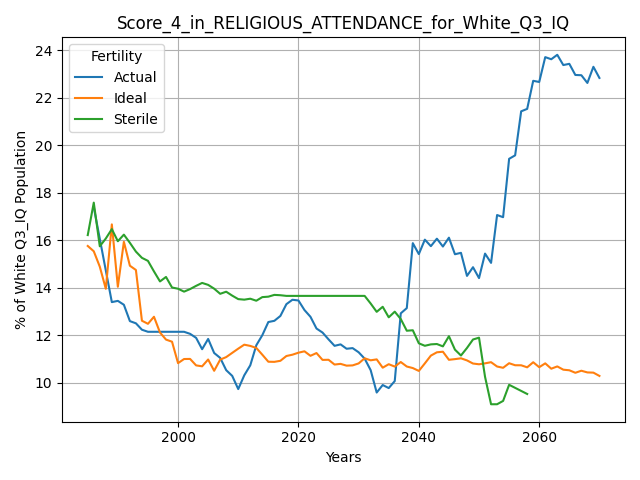 Score_4_in_RELIGIOUS_ATTENDANCE_for_White_Q3_IQ
Fertility
Actual
Ideal
Sterile
% of White Q3_IQ Population
24
22
20
18
16
14
12
10
2000
2020
2040
2060
Years